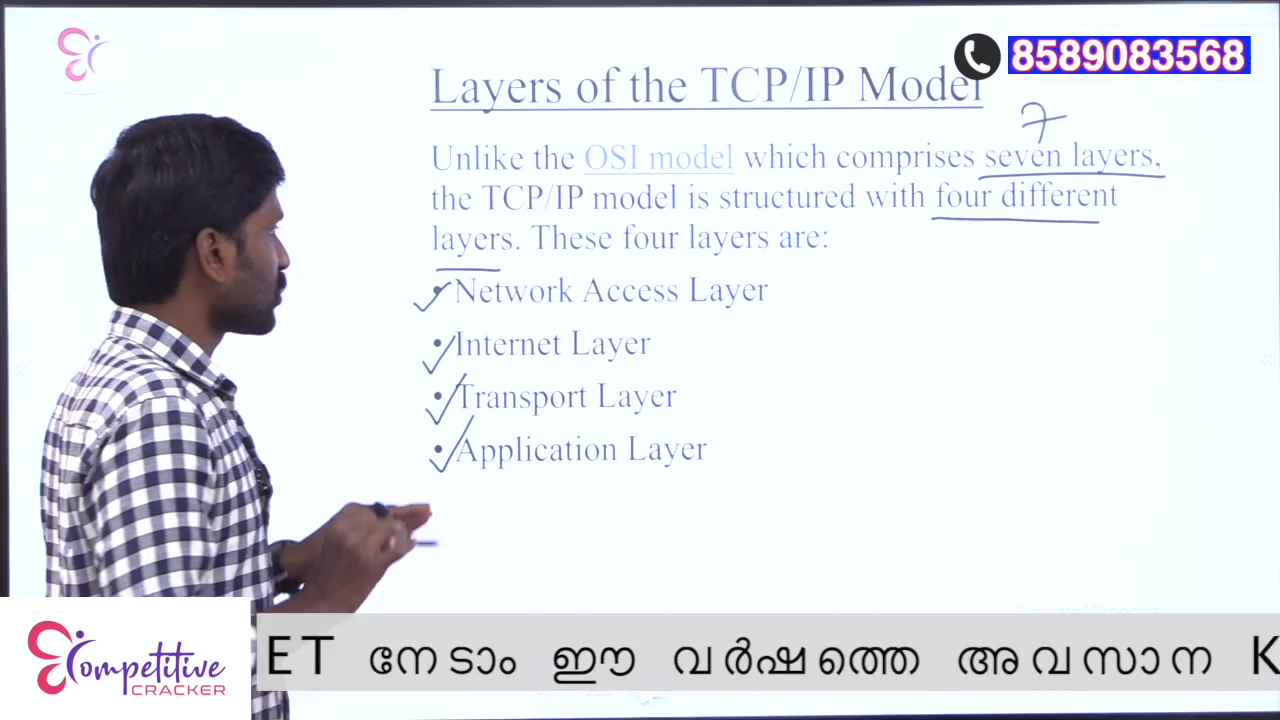 8589083568
Layers of the TCP/IP Model
7
Unlike the OSI model which comprises seven layers,
the TCP/IP model is structured with four different
layers. These four layers are:
• Network Access Layer
• Internet Layer
• Transport Layer
• Application Layer
Competitive
CRACKER
ET നേടാം ഈ വർഷത്തെ അവസാന K